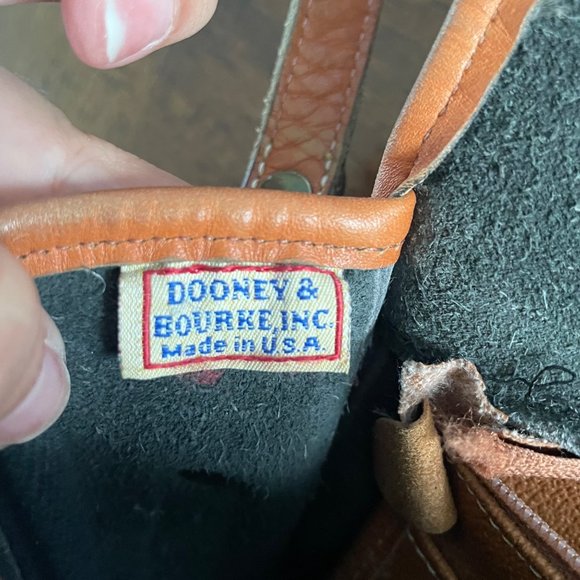 DOONEY &
BOURKE, INC.
Made in U.S.A.